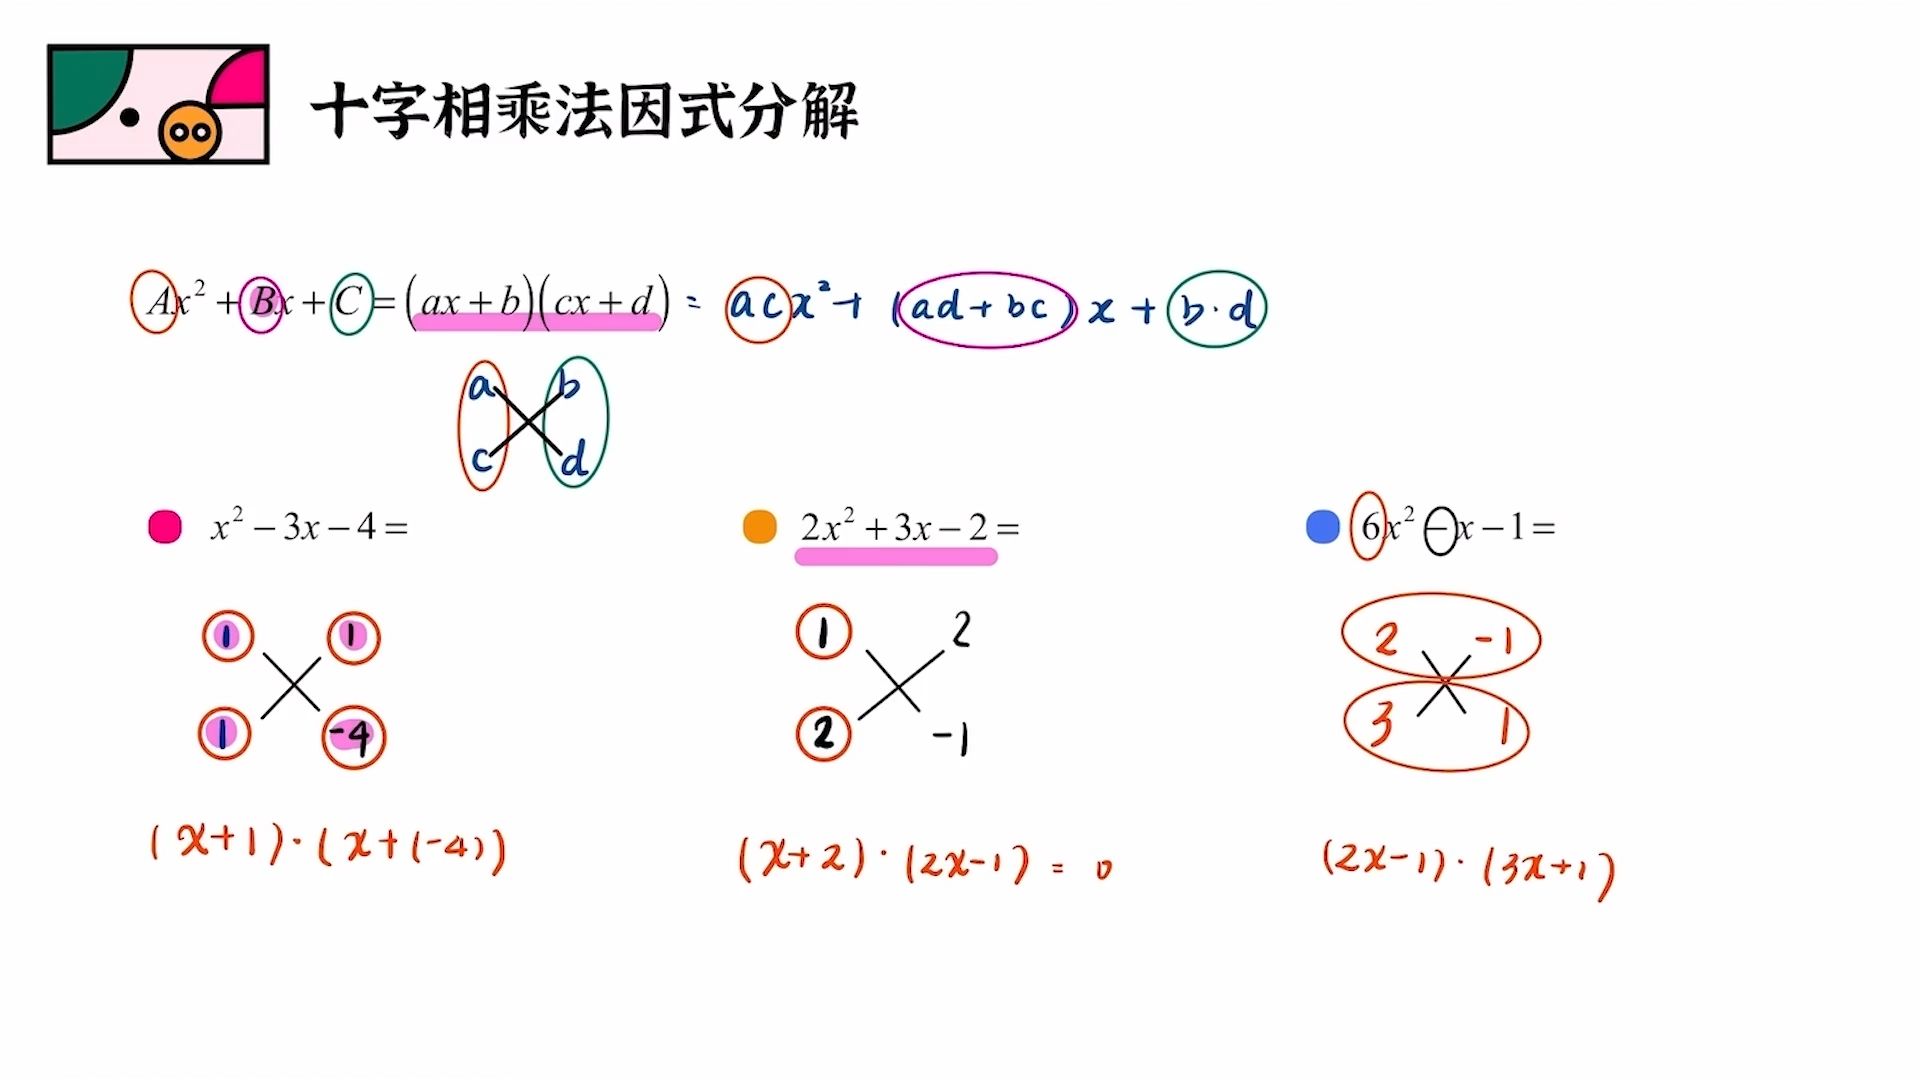 十字相乘法因式分解
Ax² + Bx + C = (ax + b)(cx + d) = acx² + (ad + bc)x + b·d
a b
c d
x² − 3x − 4 =
1 1
1 -4
(x+1)·(x+(-4))
2x² + 3x − 2 =
1 2
2 -1
(x+2)·(2x-1) = 0
6x² − x − 1 =
2 -1
3 1
(2x-1)·(3x+1)